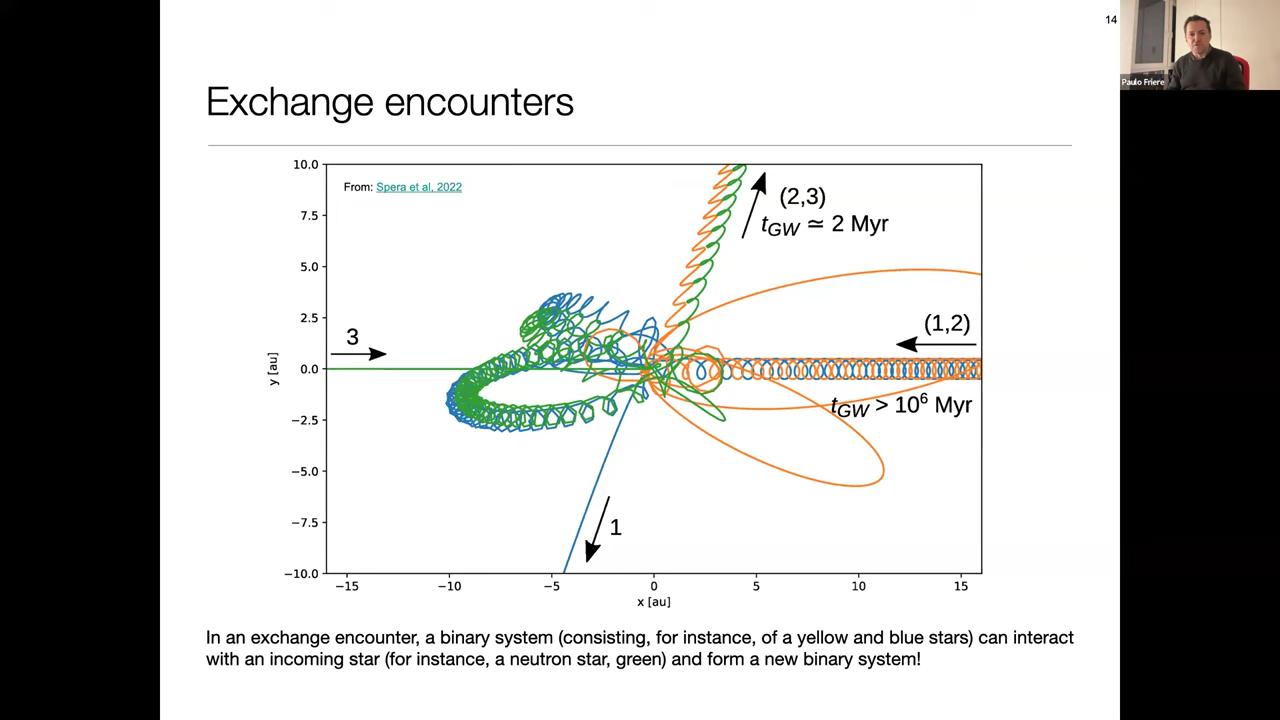 14
Paulo Friere
Exchange encounters
From: Spera et al, 2022
10.0
7.5
5.0
2.5
0.0
−2.5
−5.0
−7.5
−10.0
y [au]
(2,3)
t_GW ≃ 2 Myr
3
(1,2)
t_GW > 10⁶ Myr
1
−15
−10
−5
0
5
10
15
x [au]
In an exchange encounter, a binary system (consisting, for instance, of a yellow and blue stars) can interact
with an incoming star (for instance, a neutron star, green) and form a new binary system!